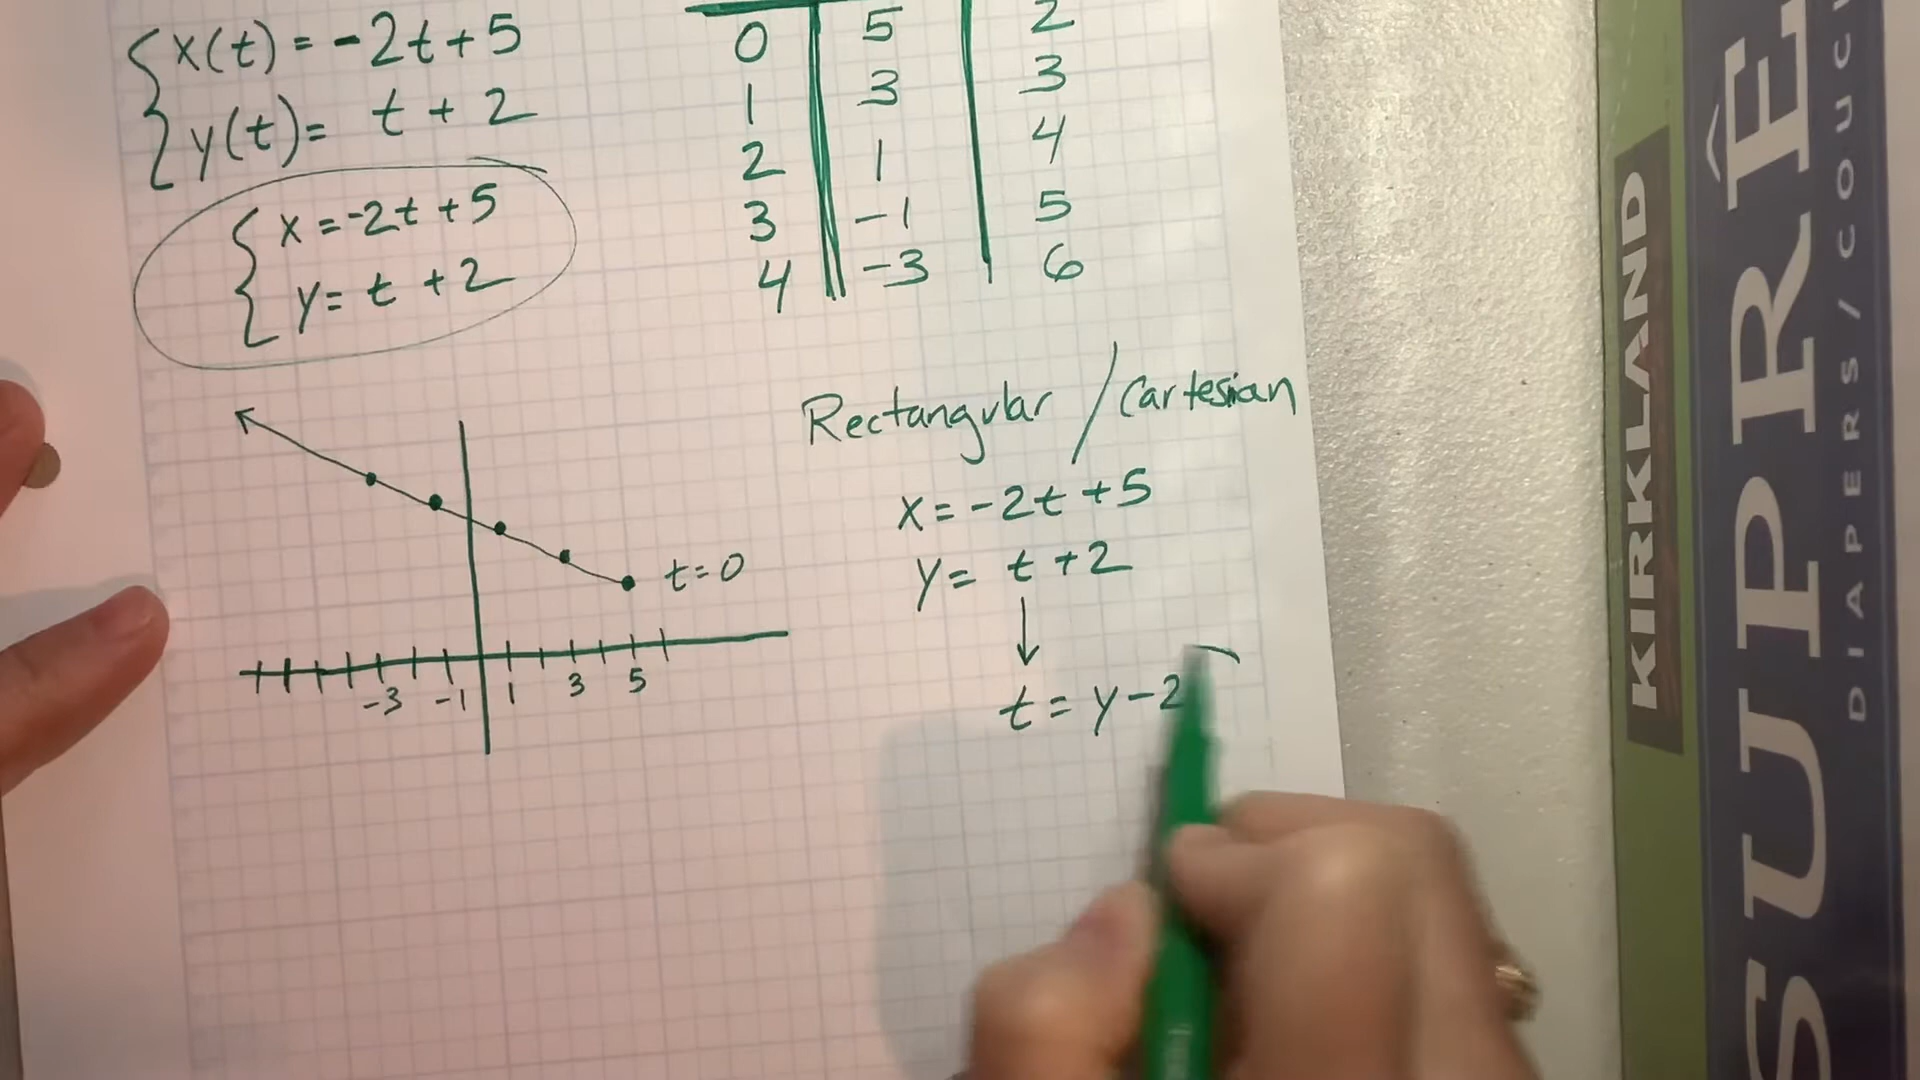 x(t) = -2t + 5
y(t) = t + 2
x = -2t + 5
y = t + 2
0 5 2
1 3 3
2 1 4
3 -1 5
4 -3 6
t = 0
-3 -1 1 3 5
Rectangular / Cartesian
x = -2t + 5
y = t + 2
t = y - 2
KIRKLAND
SUPRÊ
DIAPERS / COUC